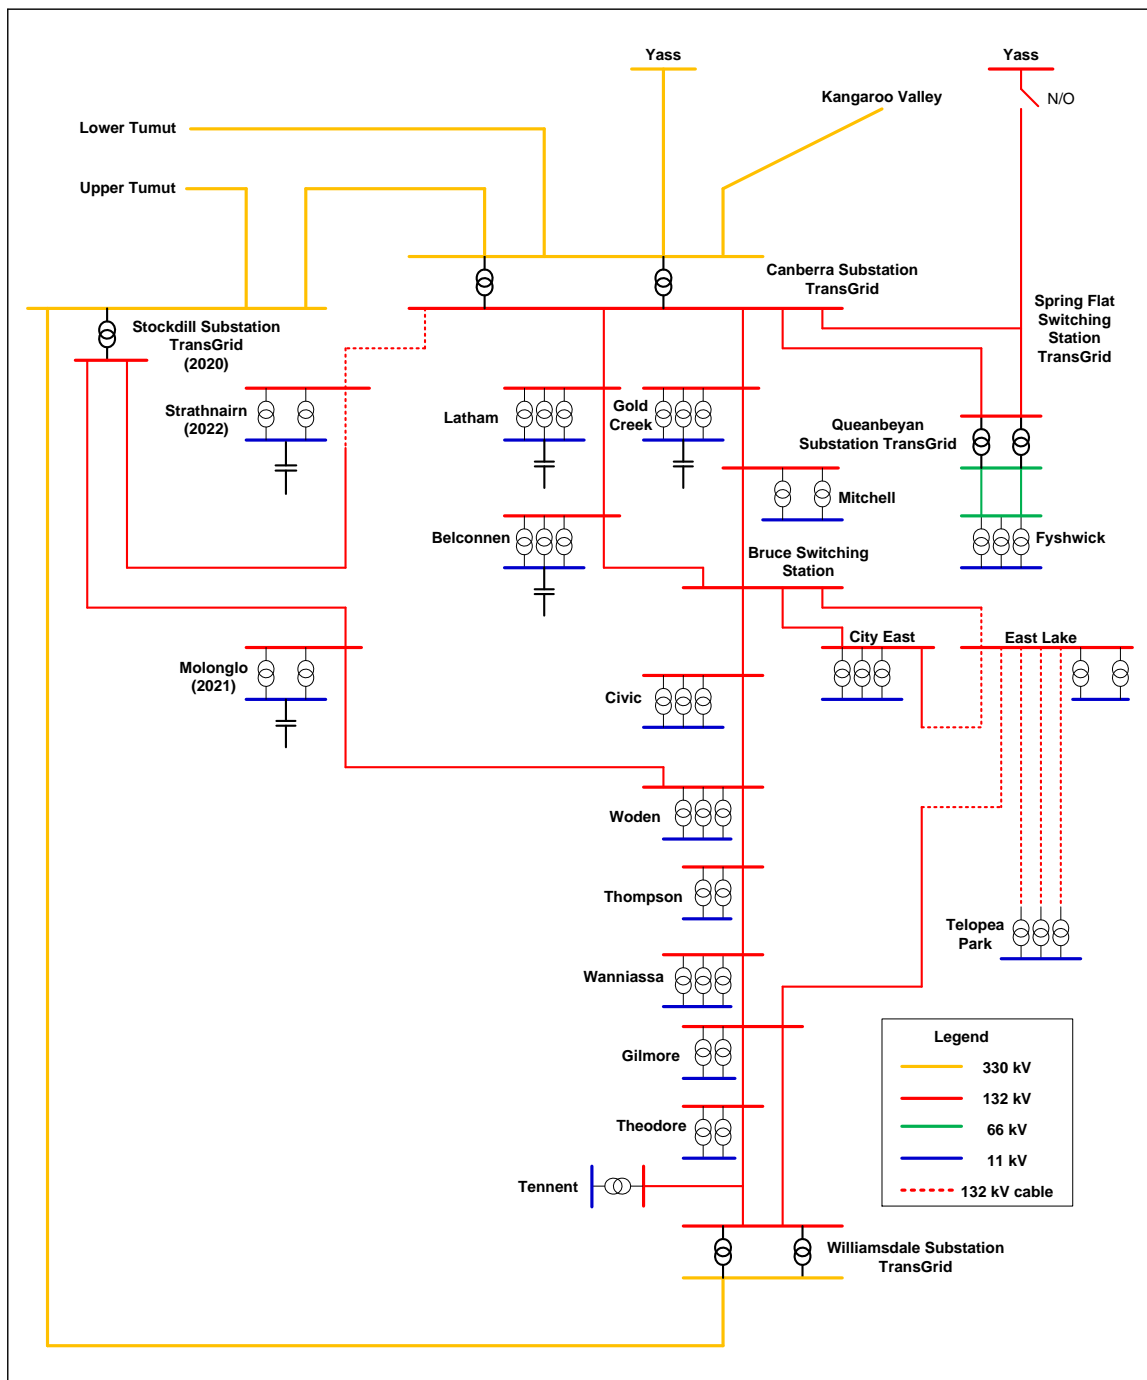 Yass
Yass
Kangaroo Valley
N/O
Lower Tumut
Upper Tumut
Canberra Substation
TransGrid
Spring Flat
Switching
Station
TransGrid
Stockdill Substation
TransGrid
(2020)
Strathnairn
(2022)
Latham
Gold
Creek
Queanbeyan
Substation TransGrid
Mitchell
Belconnen
Fyshwick
Bruce Switching
Station
City East
East Lake
Molonglo
(2021)
Civic
Woden
Thompson
Telopea
Park
Wanniassa
Gilmore
Theodore
Tennent
Williamsdale Substation
TransGrid
Legend
330 kV
132 kV
66 kV
11 kV
132 kV cable